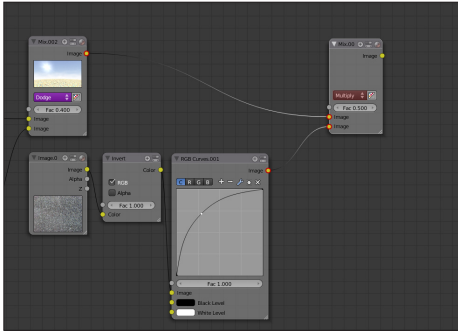 Mix.002
Image
Dodge
Fac 0.400
Image
Image
Mix.00
Image
Multiply
Fac 0.500
Image
Image
Image.0
Image
Alpha
Z
Invert
Color
RGB
Alpha
Fac 1.000
Color
RGB Curves.001
Image
C R G B
Fac 1.000
Image
Black Level
White Level